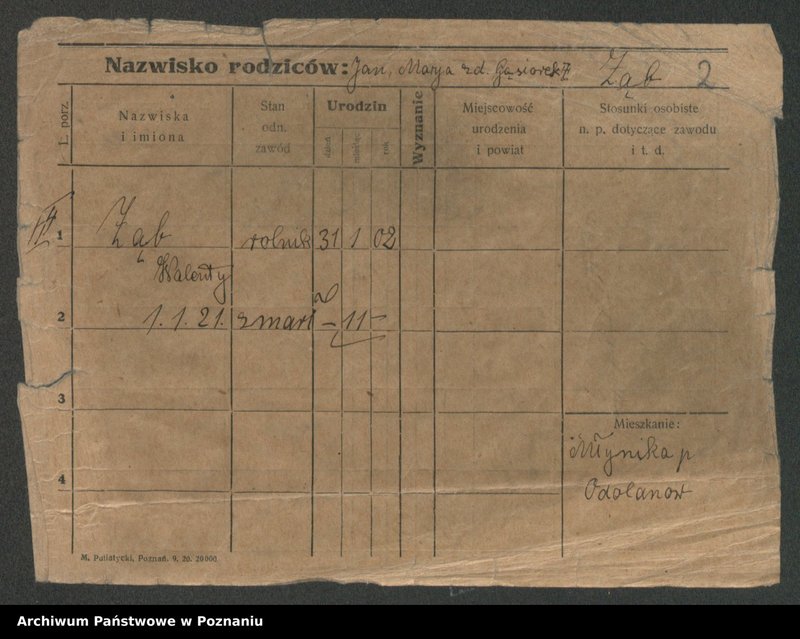 Nazwisko rodziców: Jan, Marya zd. Gąsiorek Ząb 2
L. porz.
Nazwiska
i imiona
Stan
odn.
zawód
Urodzin
dzień
miesiąc
rok
Wyznanie
Miejscowość
urodzenia
i powiat
Stosunki osobiste
n. p. dotyczące zawodu
i t. d.
1 Ząb rolnik 31 1 02
Walenty
2 1.1.21. zmarł – 11 –
3
Mieszkanie:
Młynika p
4
Odolanow
M. Putiatycki, Poznań. 9. 20. 20000
Archiwum Państwowe w Poznaniu